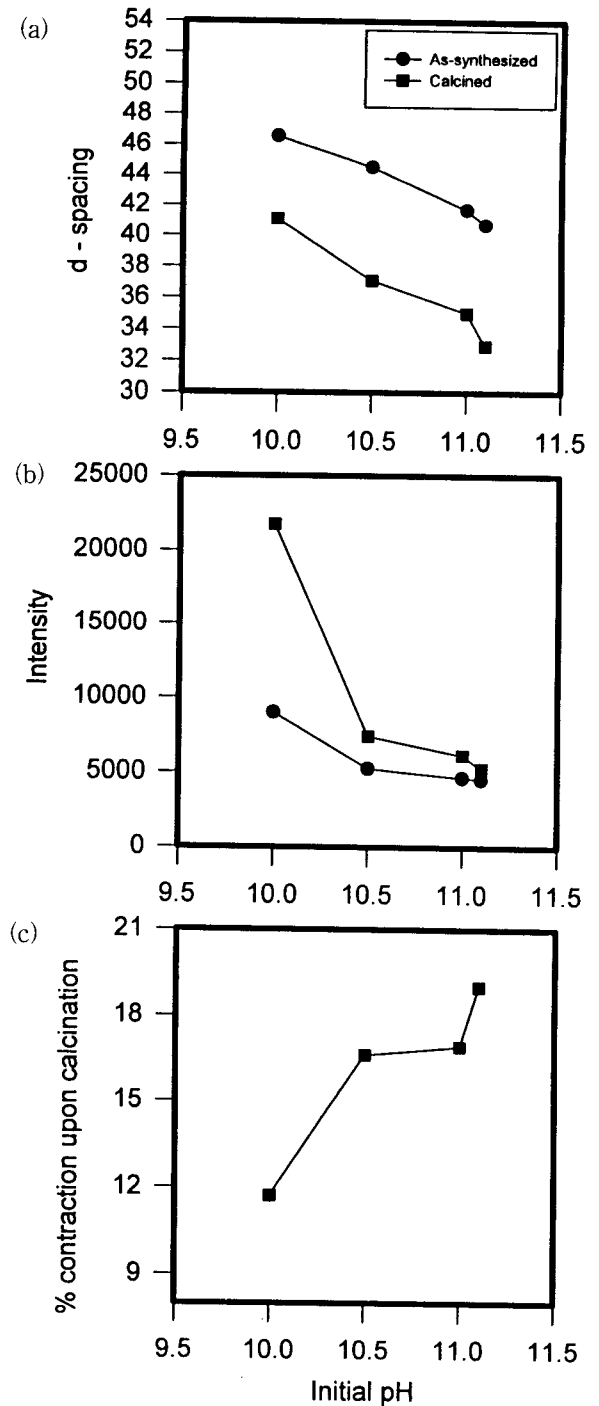 (a)
54
52
50
48
46
44
42
40
38
36
34
32
30
d - spacing
As-synthesized
Calcined
9.5 10.0 10.5 11.0 11.5
(b)
25000
20000
15000
10000
5000
0
Intensity
9.5 10.0 10.5 11.0 11.5
(c)
21
18
15
12
9
% contraction upon calcination
9.5 10.0 10.5 11.0 11.5
Initial pH